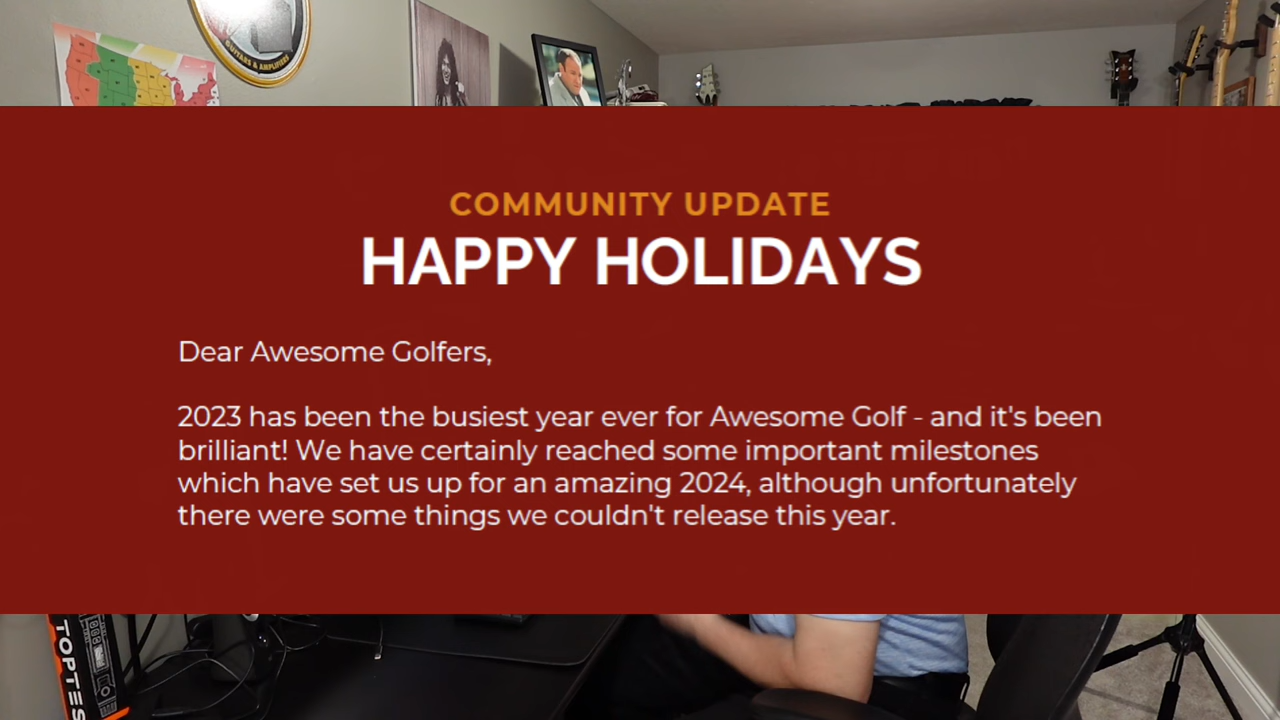 GUITARS & AMPLIFIERS
COMMUNITY UPDATE
HAPPY HOLIDAYS
Dear Awesome Golfers,
2023 has been the busiest year ever for Awesome Golf - and it's been
brilliant! We have certainly reached some important milestones
which have set us up for an amazing 2024, although unfortunately
there were some things we couldn't release this year.
TOPTES